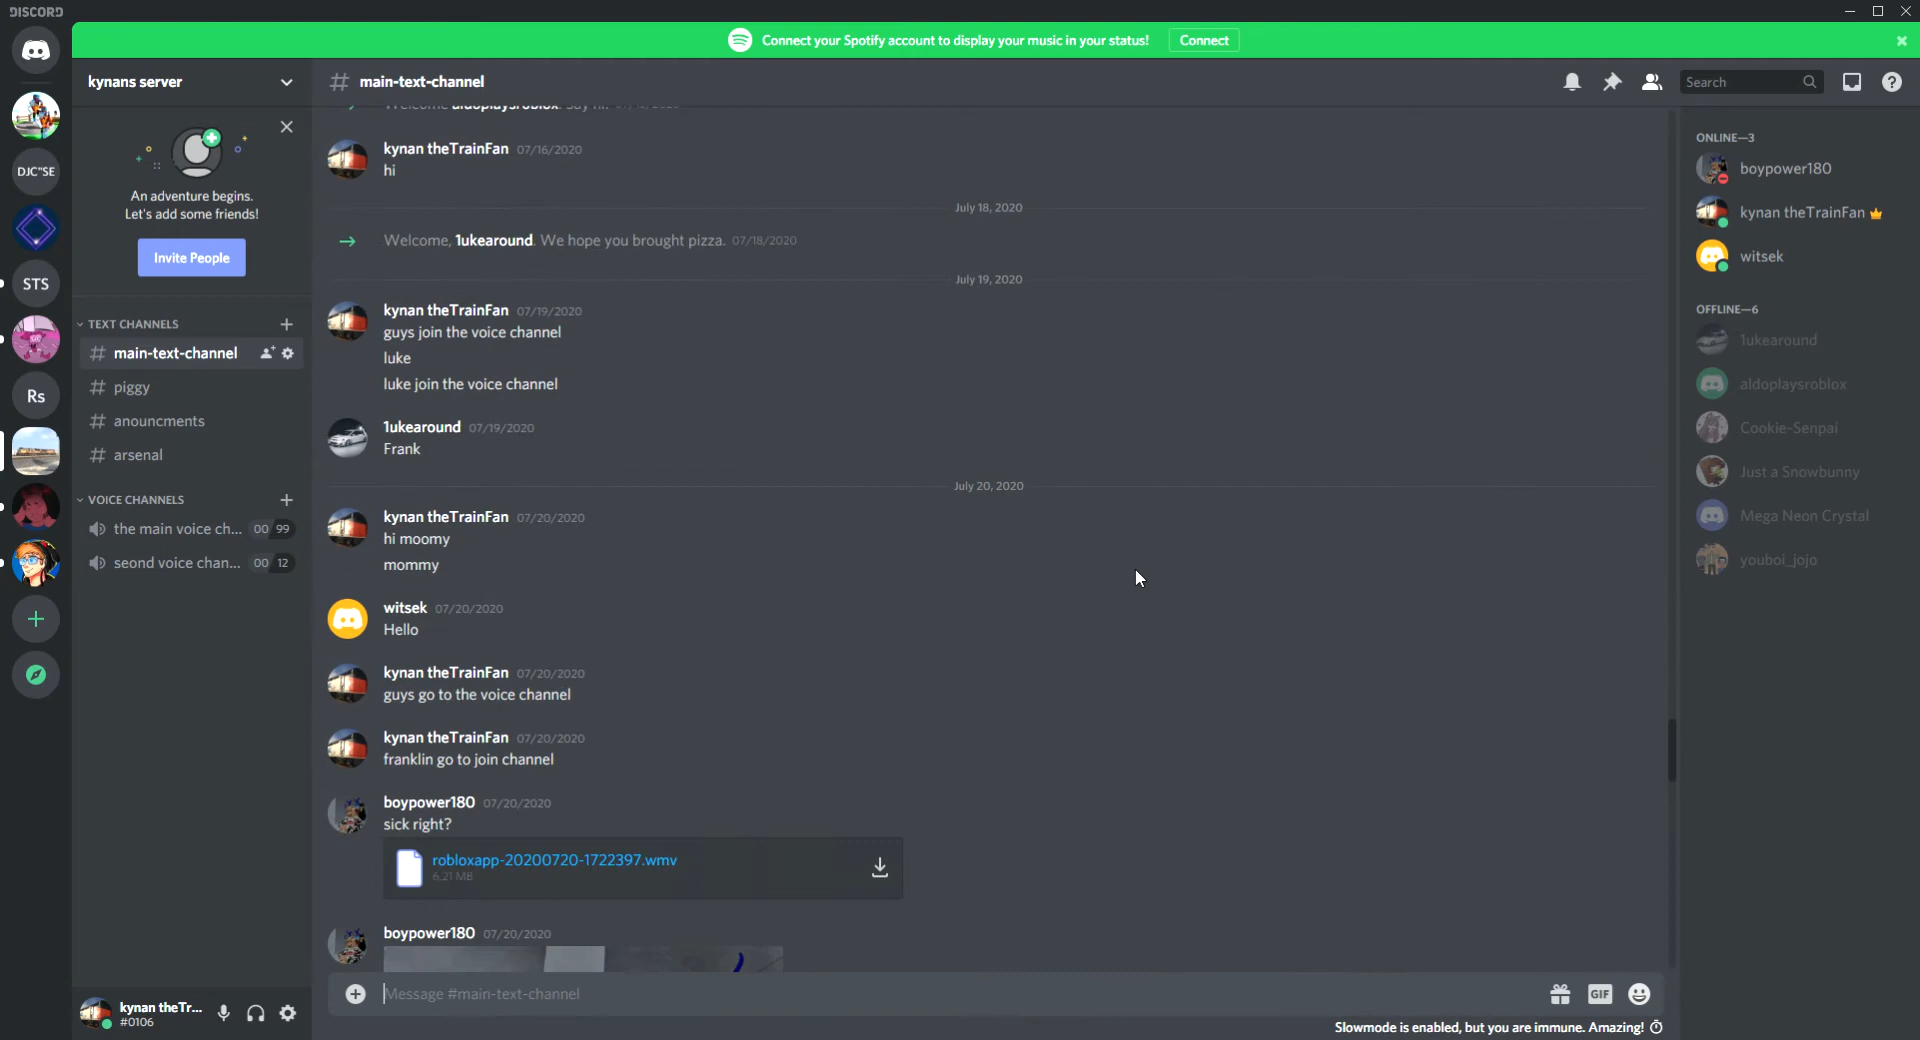 DISCORD
Connect your Spotify account to display your music in your status!
Connect
kynans server
main-text-channel
Search
DJC"SE
STS
Rs
An adventure begins.
Let's add some friends!
Invite People
TEXT CHANNELS
main-text-channel
piggy
anouncments
arsenal
VOICE CHANNELS
the main voice ch... 00 99
seond voice chan... 00 12
kynan theTr...
#0106
Welcome aldoplaysroblox. Say hi.
kynan theTrainFan 07/16/2020
hi
July 18, 2020
Welcome, 1ukearound. We hope you brought pizza. 07/18/2020
July 19, 2020
kynan theTrainFan 07/19/2020
guys join the voice channel
luke
luke join the voice channel
1ukearound 07/19/2020
Frank
July 20, 2020
kynan theTrainFan 07/20/2020
hi moomy
mommy
witsek 07/20/2020
Hello
kynan theTrainFan 07/20/2020
guys go to the voice channel
kynan theTrainFan 07/20/2020
franklin go to join channel
boypower180 07/20/2020
sick right?
robloxapp-20200720-1722397.wmv
6.21 MB
boypower180 07/20/2020
Message #main-text-channel
GIF
Slowmode is enabled, but you are immune. Amazing!
ONLINE—3
boypower180
kynan theTrainFan
witsek
OFFLINE—6
1ukearound
aldoplaysroblox
Cookie-Senpai
Just a Snowbunny
Mega Neon Crystal
youboi_jojo